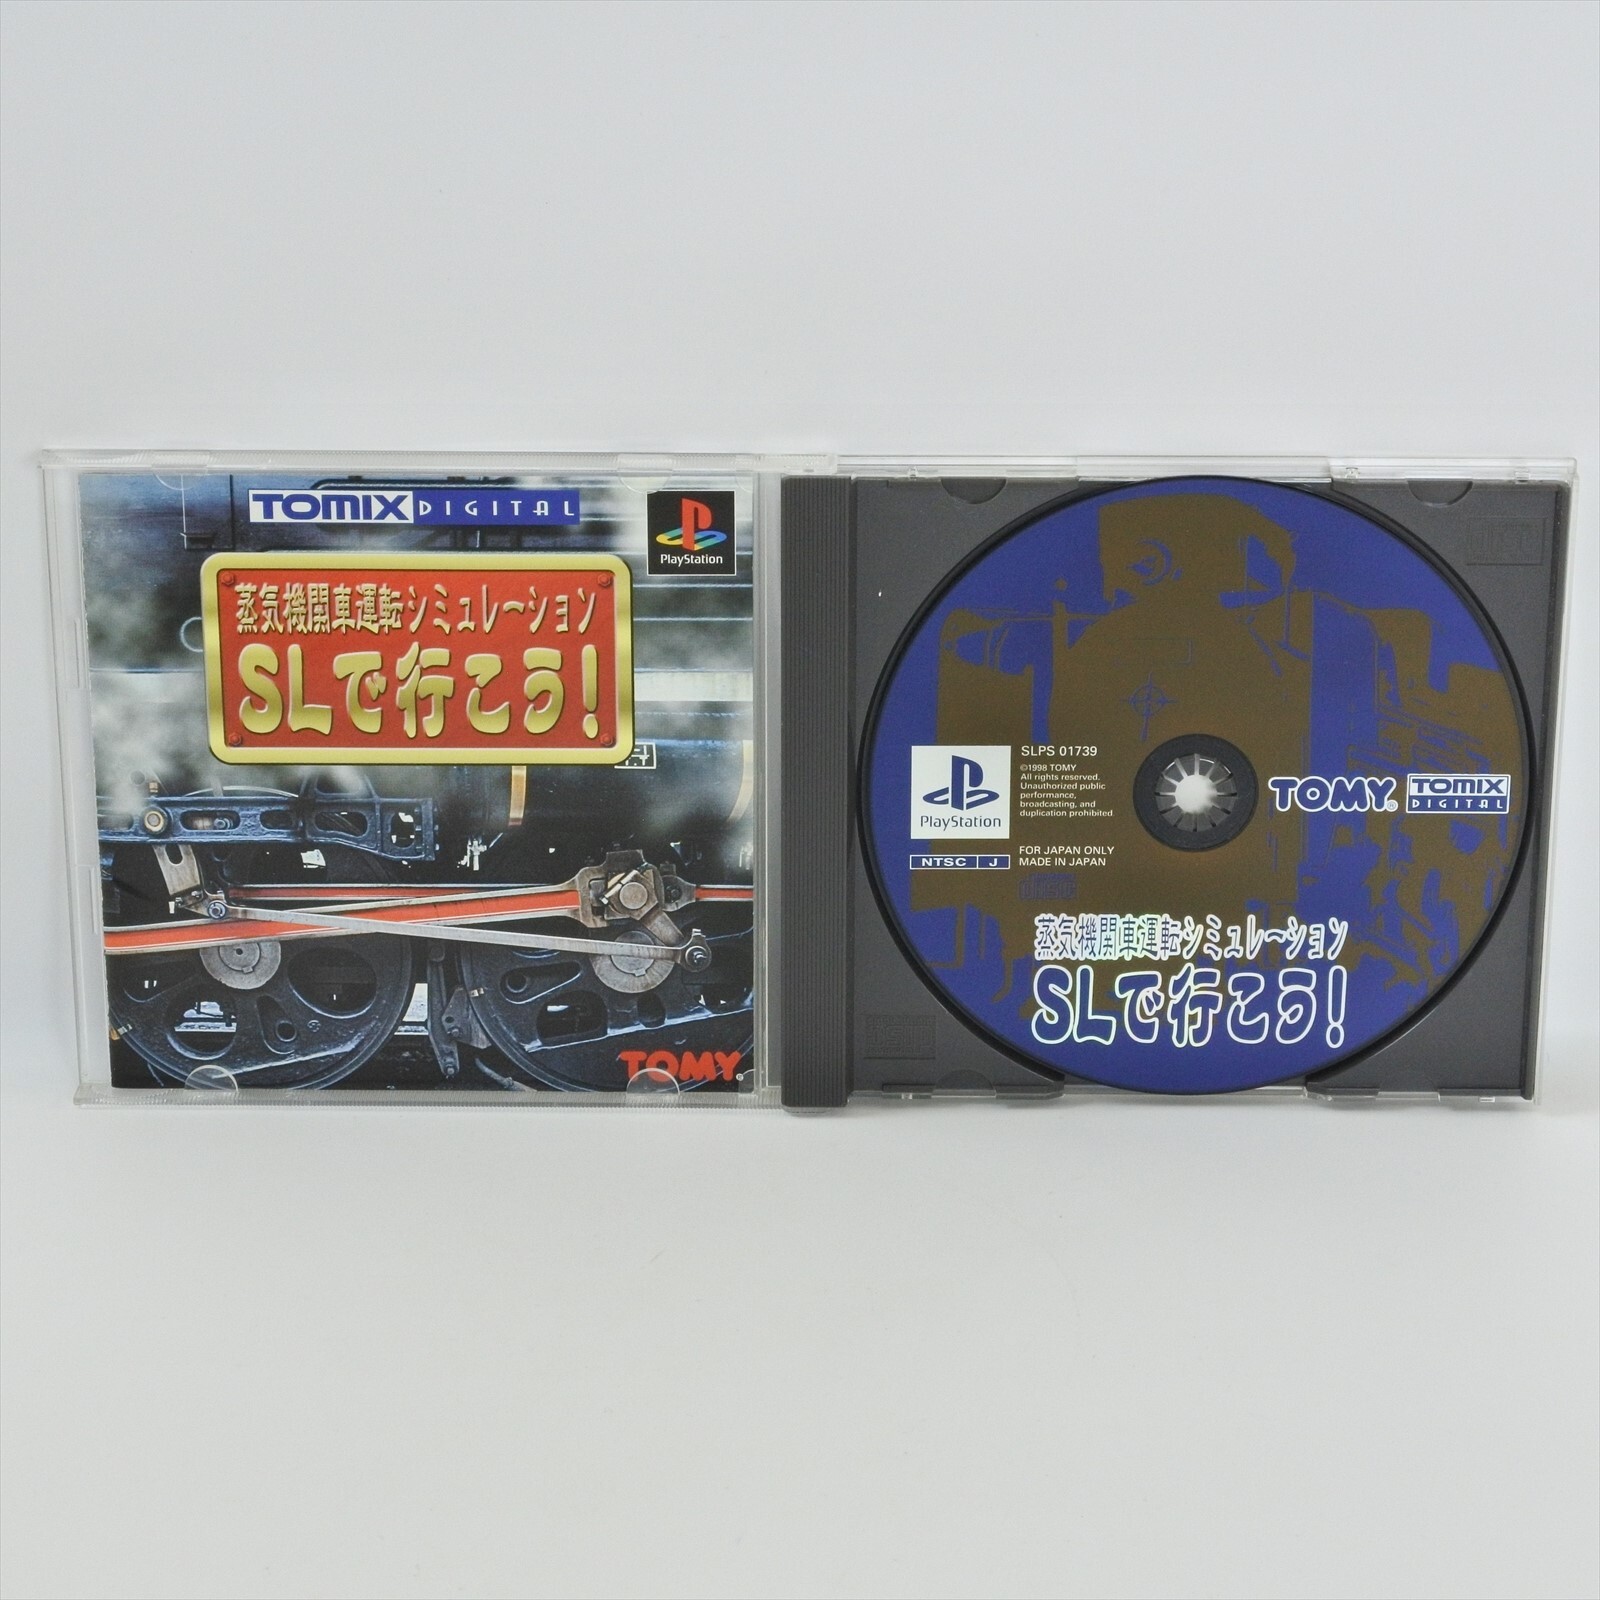 TOMIX DIGITAL
PlayStation
蒸気機関車運転シミュレーション
SLで行こう!
TOMY
PlayStation
SLPS 01739
©1998 TOMY
All rights reserved.
Unauthorized public
performance,
broadcasting, and
duplication prohibited.
NTSC J
FOR JAPAN ONLY
MADE IN JAPAN
TOMY®
TOMIX
DIGITAL
蒸気機関車運転シミュレーション
SLで行こう!